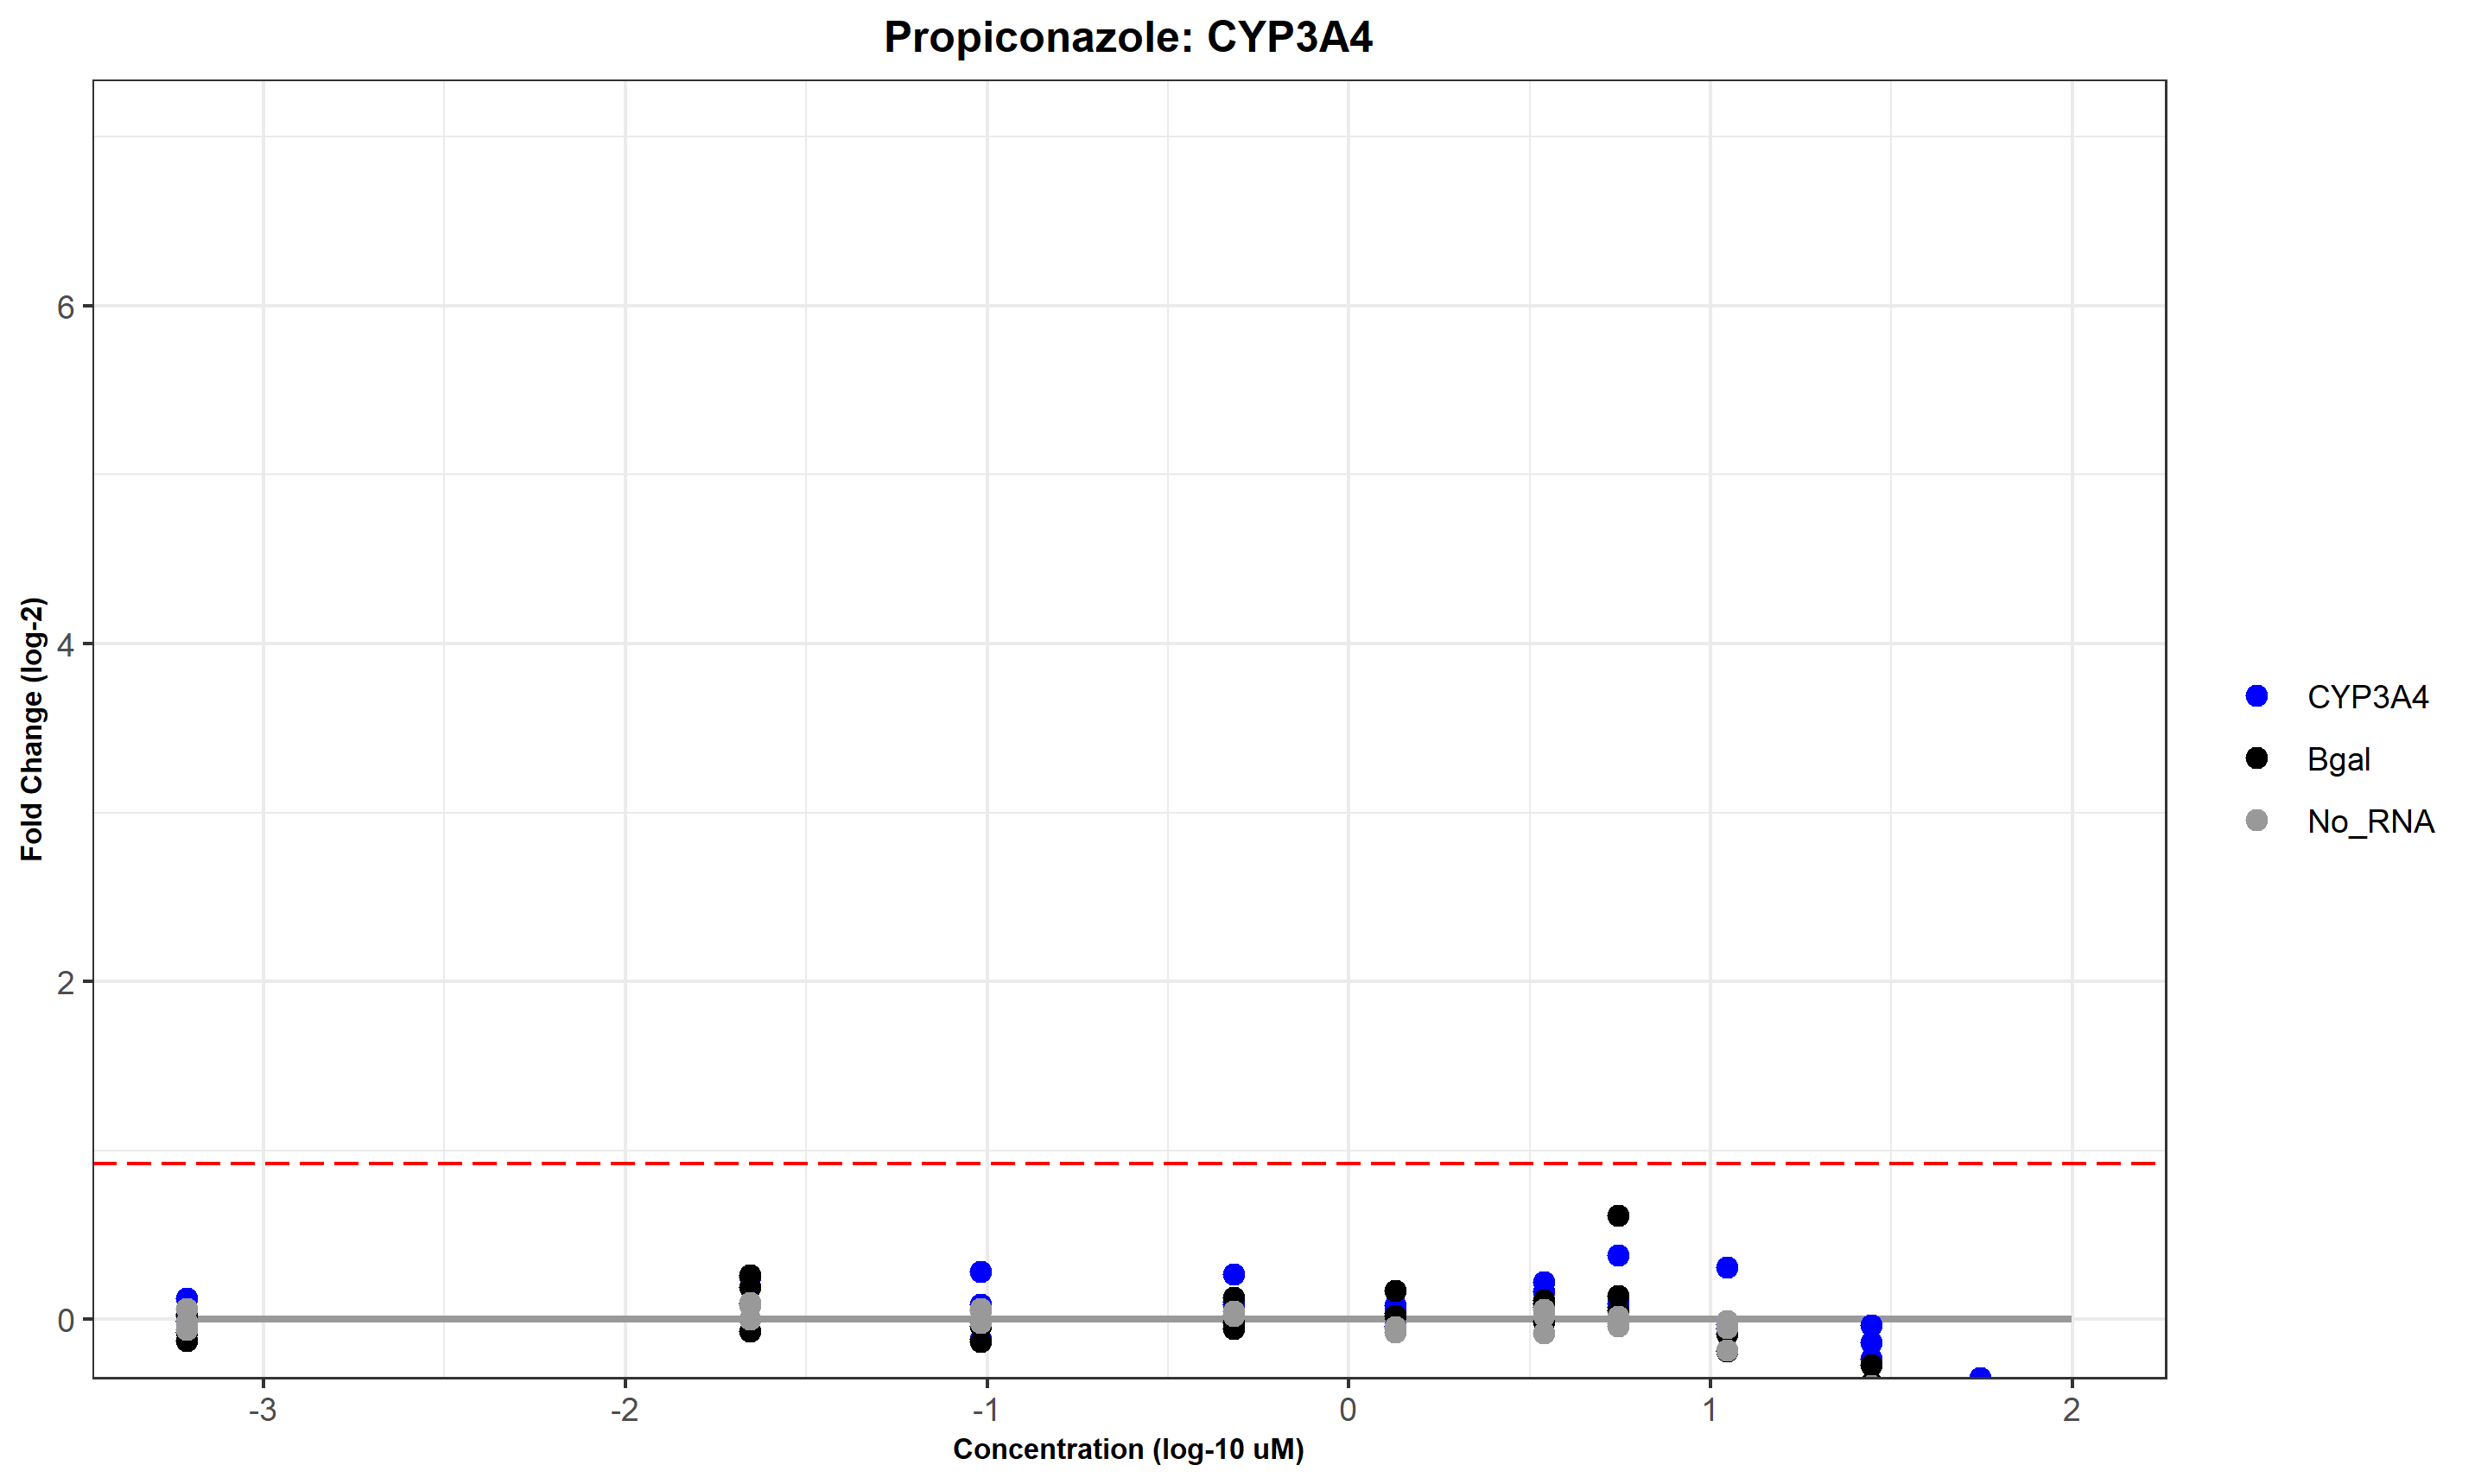 Propiconazole: CYP3A4
Fold Change (log-2)
6
4
2
0
-3
-2
-1
0
1
2
Concentration (log-10 uM)
CYP3A4
Bgal
No_RNA